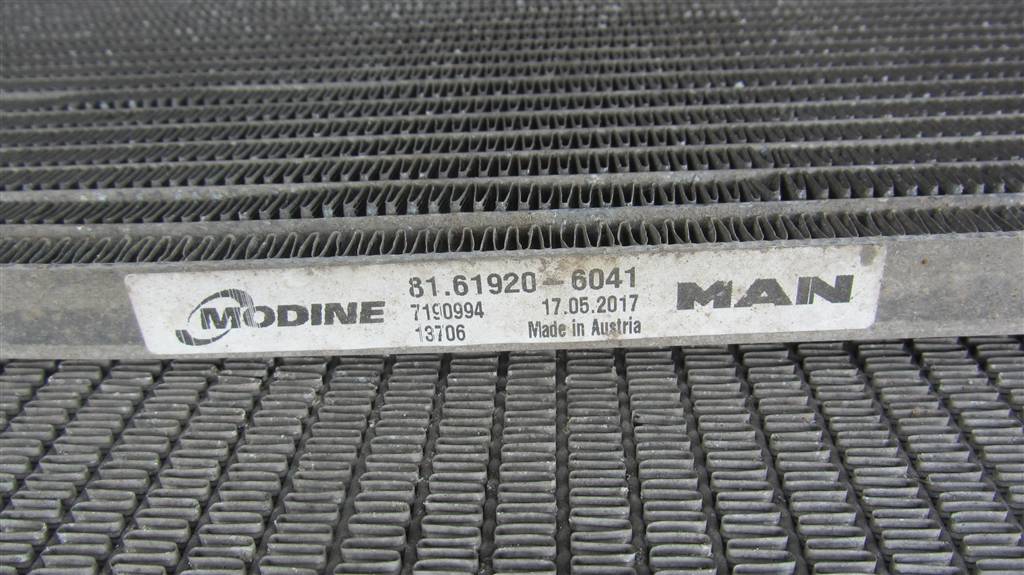 MODINE
81.61920-6041
7190994 17.05.2017
13706 Made in Austria
MAN